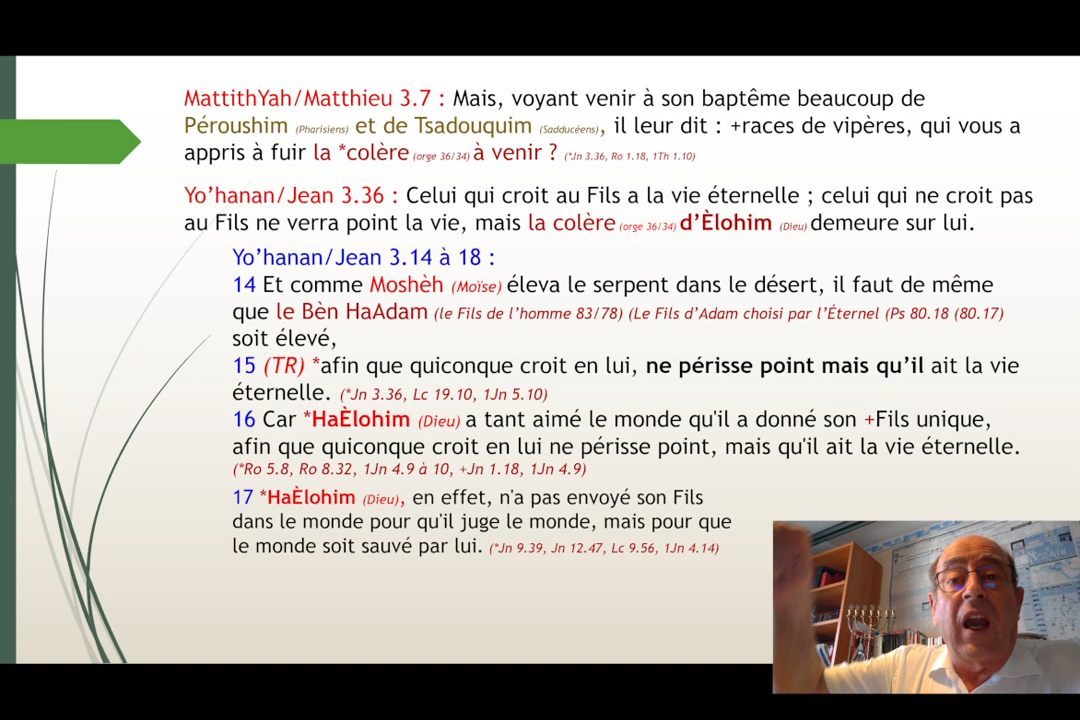 MattithYah/Matthieu 3.7 : Mais, voyant venir à son baptême beaucoup de
Péroushim (Pharisiens) et de Tsadouquim (Sadducéens), il leur dit : +races de vipères, qui vous a
appris à fuir la *colère (orge 36/34) à venir ? (*Jn 3.36, Ro 1.18, 1Th 1.10)
Yo’hanan/Jean 3.36 : Celui qui croit au Fils a la vie éternelle ; celui qui ne croit pas
au Fils ne verra point la vie, mais la colère (orge 36/34) d’Èlohim (Dieu) demeure sur lui.
Yo’hanan/Jean 3.14 à 18 :
14 Et comme Moshèh (Moïse) éleva le serpent dans le désert, il faut de même
que le Bèn HaAdam (le Fils de l’homme 83/78) (Le Fils d’Adam choisi par l’Éternel (Ps 80.18 (80.17)
soit élevé,
15 (TR) *afin que quiconque croit en lui, ne périsse point mais qu’il ait la vie
éternelle. (*Jn 3.36, Lc 19.10, 1Jn 5.10)
16 Car *HaÈlohim (Dieu) a tant aimé le monde qu'il a donné son +Fils unique,
afin que quiconque croit en lui ne périsse point, mais qu'il ait la vie éternelle.
(*Ro 5.8, Ro 8.32, 1Jn 4.9 à 10, +Jn 1.18, 1Jn 4.9)
17 *HaÈlohim (Dieu), en effet, n'a pas envoyé son Fils
dans le monde pour qu'il juge le monde, mais pour que
le monde soit sauvé par lui. (*Jn 9.39, Jn 12.47, Lc 9.56, 1Jn 4.14)